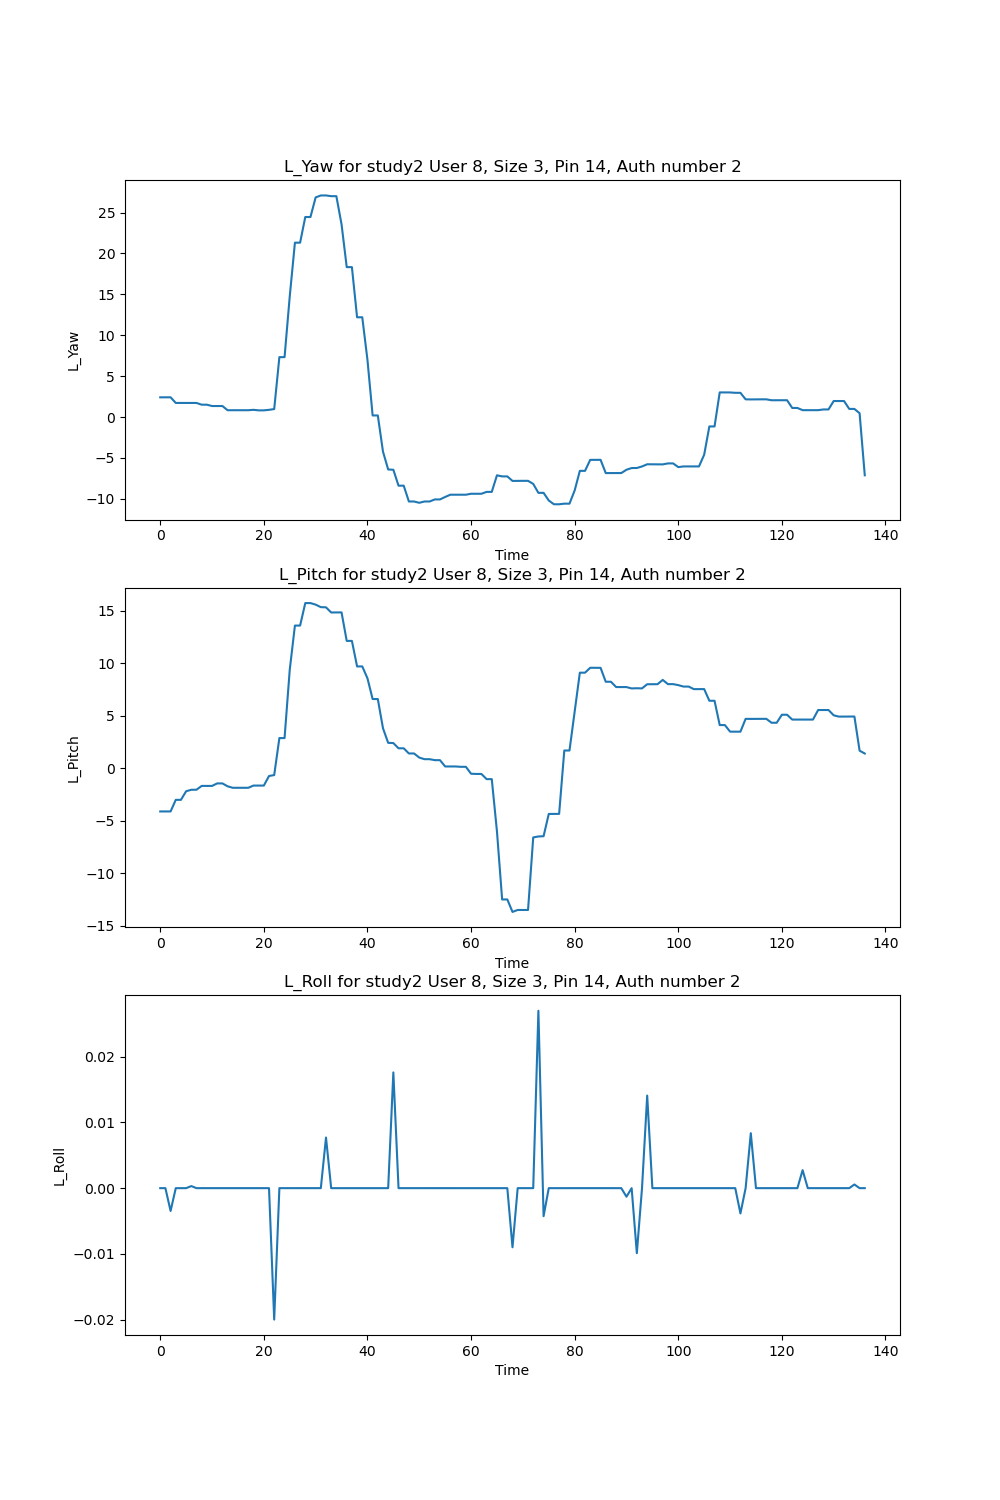 L_Yaw for study2 User 8, Size 3, Pin 14, Auth number 2
25
20
15
10
5
0
−5
−10
L_Yaw
0 20 40 60 80 100 120 140
Time
L_Pitch for study2 User 8, Size 3, Pin 14, Auth number 2
15
10
5
0
−5
−10
−15
L_Pitch
0 20 40 60 80 100 120 140
Time
L_Roll for study2 User 8, Size 3, Pin 14, Auth number 2
0.02
0.01
0.00
−0.01
−0.02
L_Roll
0 20 40 60 80 100 120 140
Time